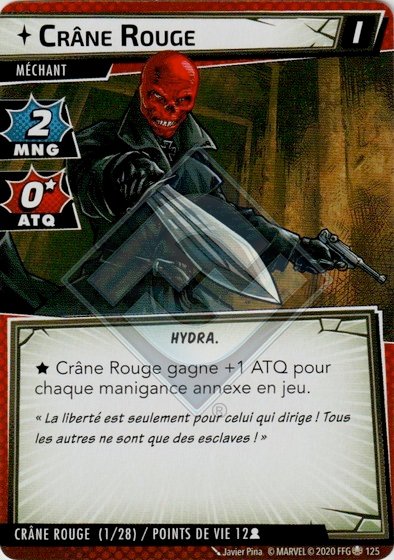 CRÂNE ROUGE
I
MÉCHANT
2
MNG
0★
ATQ
HYDRA.
★ Crâne Rouge gagne +1 ATQ pour
chaque manigance annexe en jeu.
« La liberté est seulement pour celui qui dirige ! Tous
les autres ne sont que des esclaves ! »
®
CRÂNE ROUGE (1/28) / POINTS DE VIE 12
Javier Pina © MARVEL © 2020 FFG 125